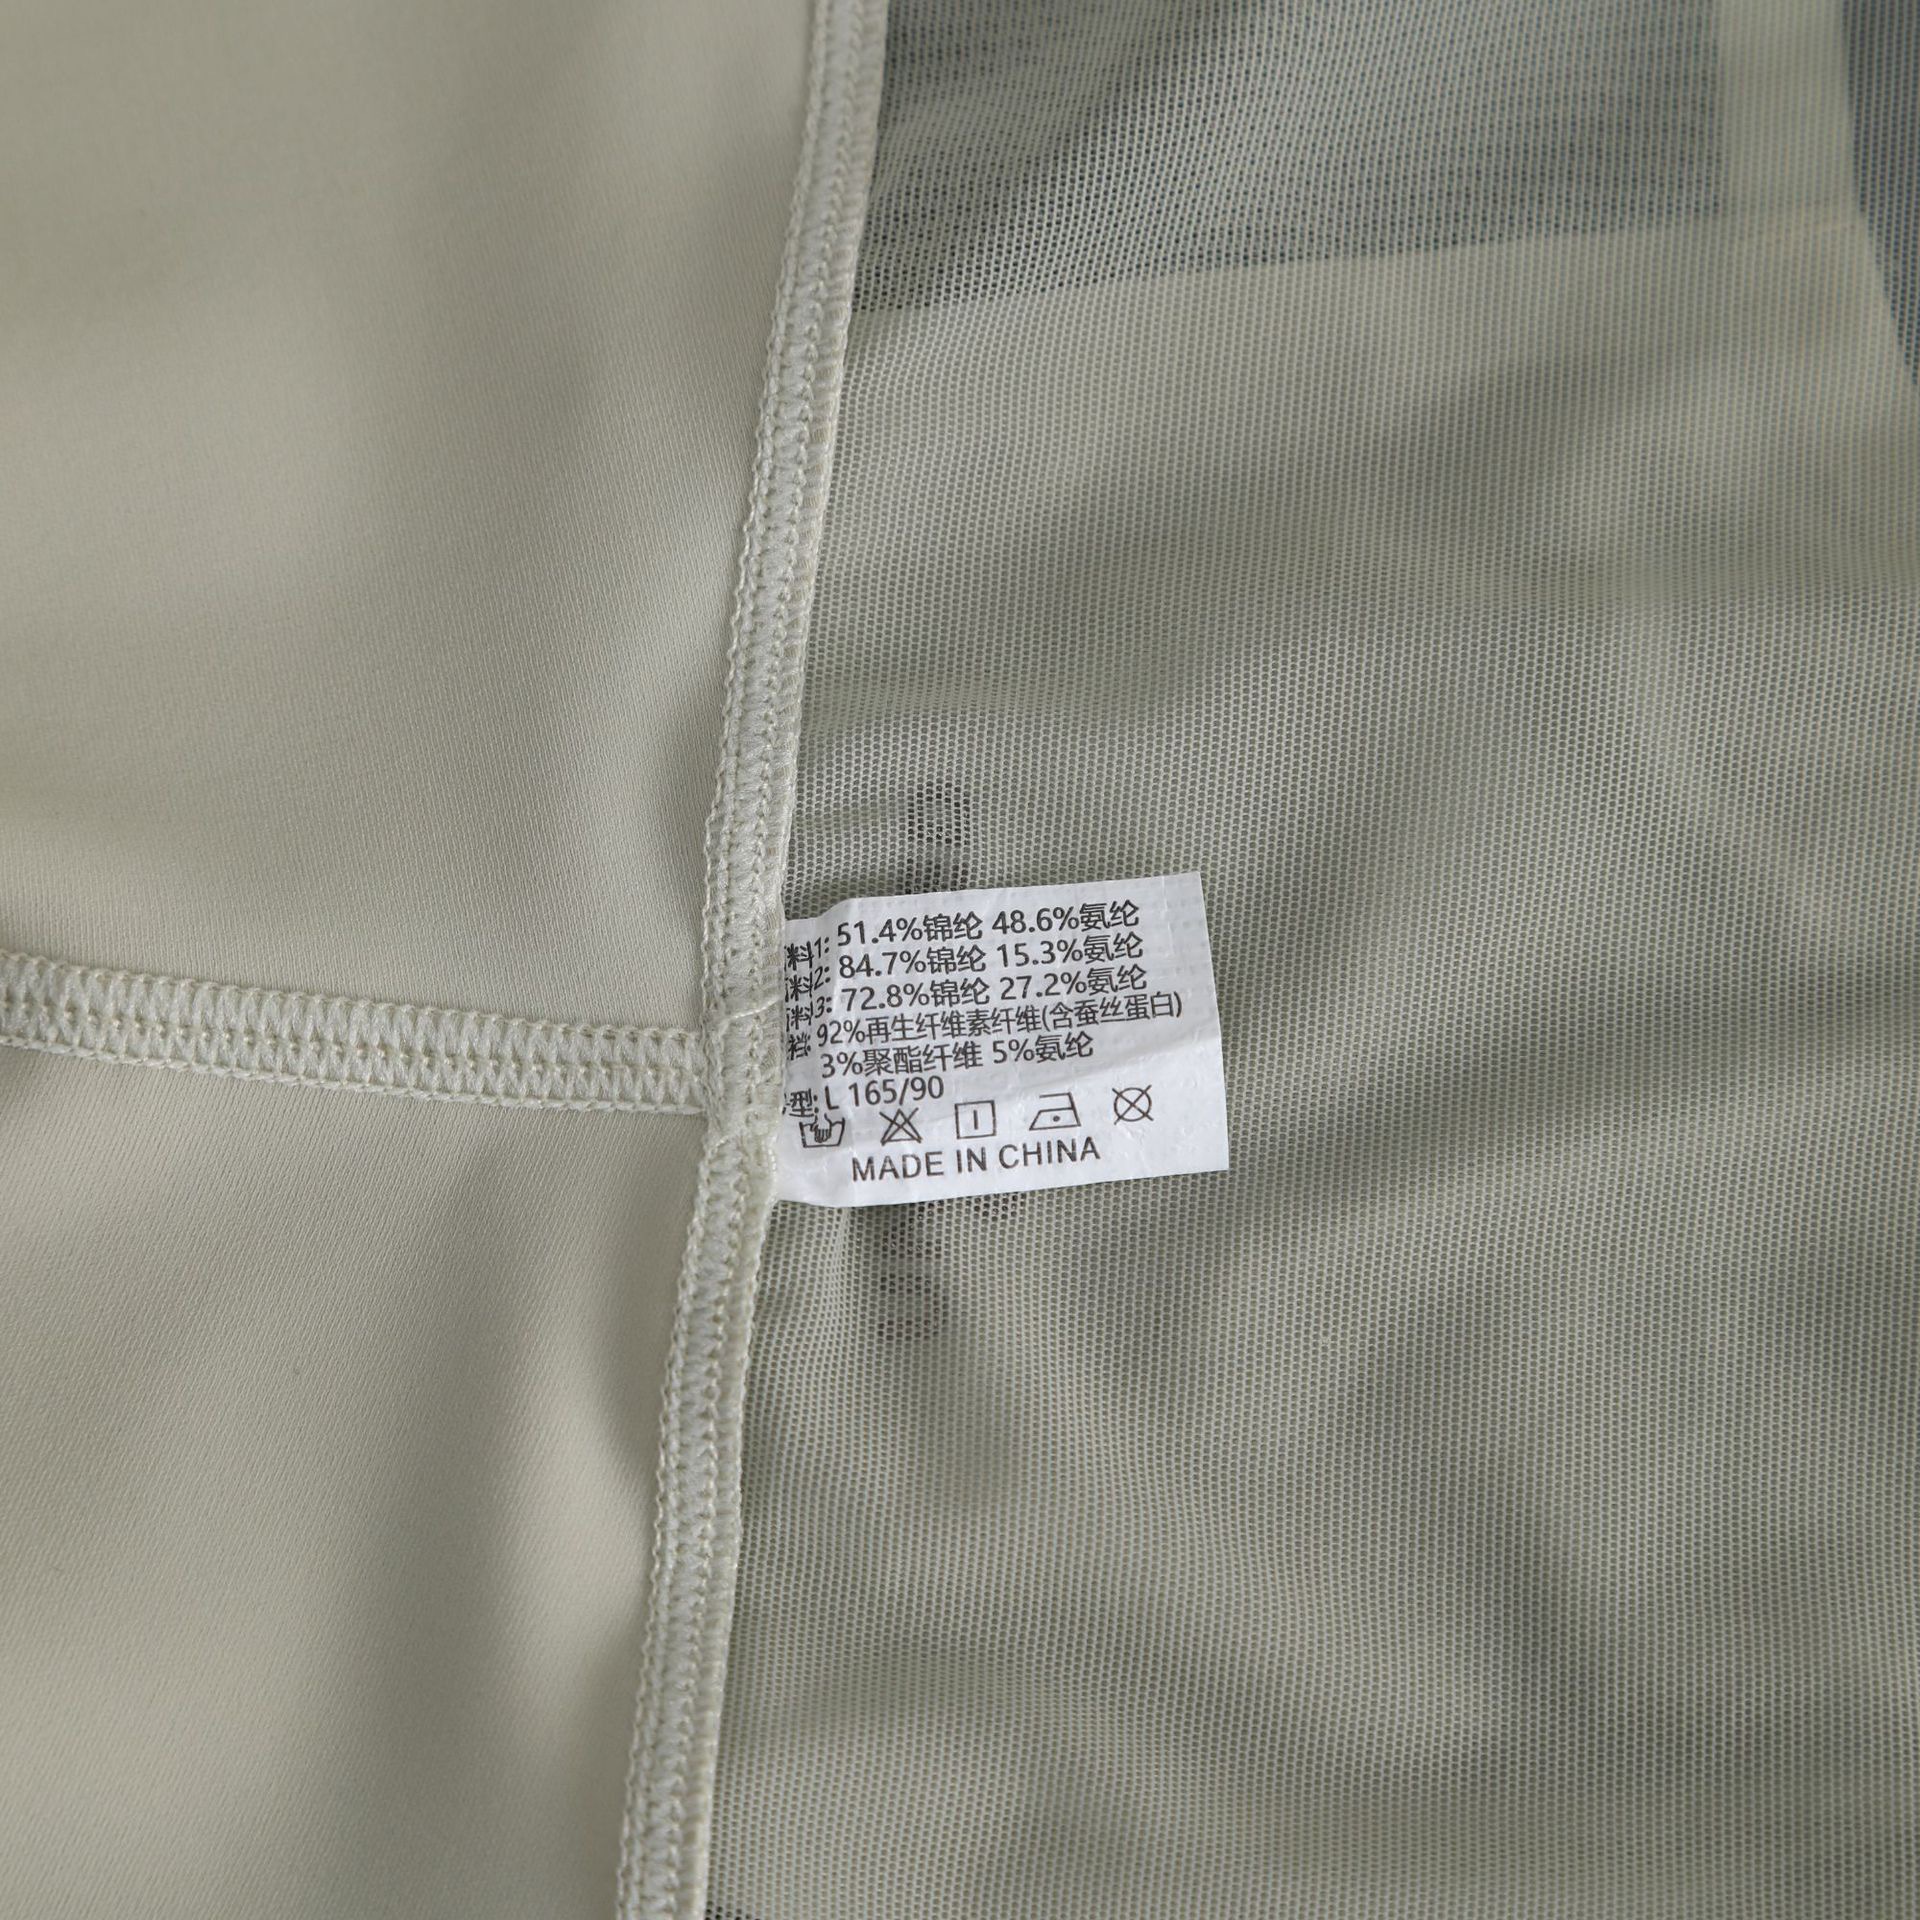 料1: 51.4%锦纶 48.6%氨纶
料2: 84.7%锦纶 15.3%氨纶
料3: 72.8%锦纶 27.2%氨纶
裆: 92%再生纤维素纤维(含蚕丝蛋白)
3%聚酯纤维 5%氨纶
型: L 165/90
MADE IN CHINA